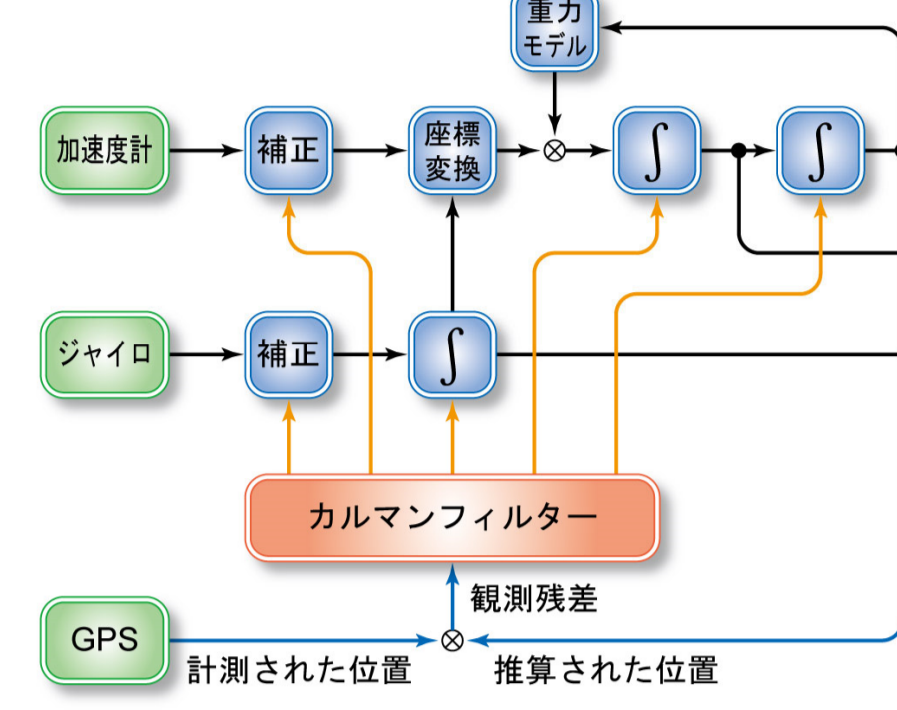 重力
モデル
加速度計
補正
座標
変換
∫
∫
ジャイロ
補正
∫
カルマンフィルター
観測残差
GPS
計測された位置
推算された位置